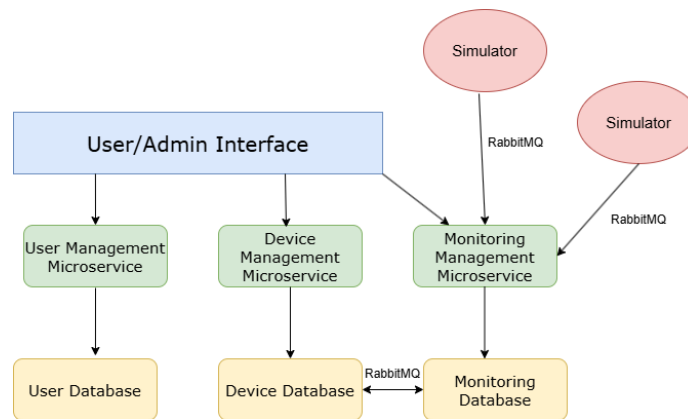 Simulator
Simulator
RabbitMQ
User/Admin Interface
RabbitMQ
User Management
Microservice
Device
Management
Microservice
Monitoring
Management
Microservice
RabbitMQ
User Database
Device Database
Monitoring
Database